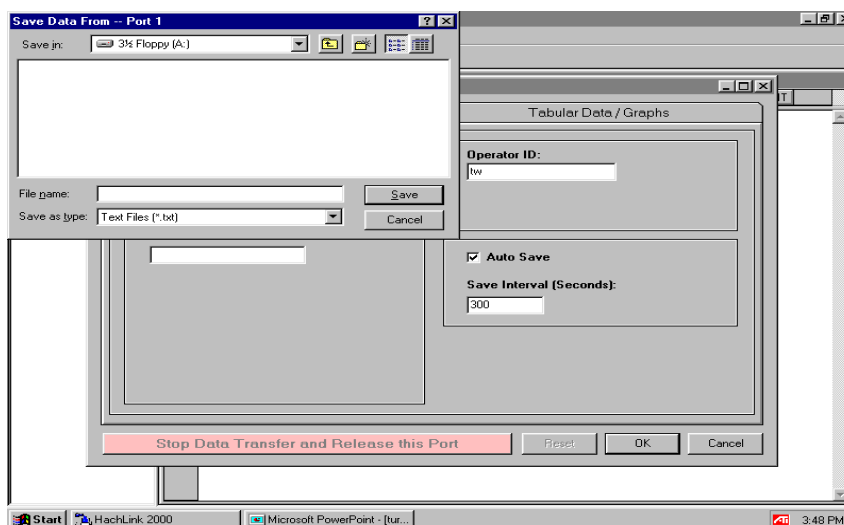 Save Data From -- Port 1
Save in:
3½ Floppy (A:)
File name:
Save
Save as type:
Text Files (*.txt)
Cancel
Tabular Data / Graphs
Operator ID:
tw
Auto Save
Save Interval (Seconds):
300
Stop Data Transfer and Release this Port
Reset
OK
Cancel
Start
HachLink 2000
Microsoft PowerPoint - [tur...
ATI
3:48 PM